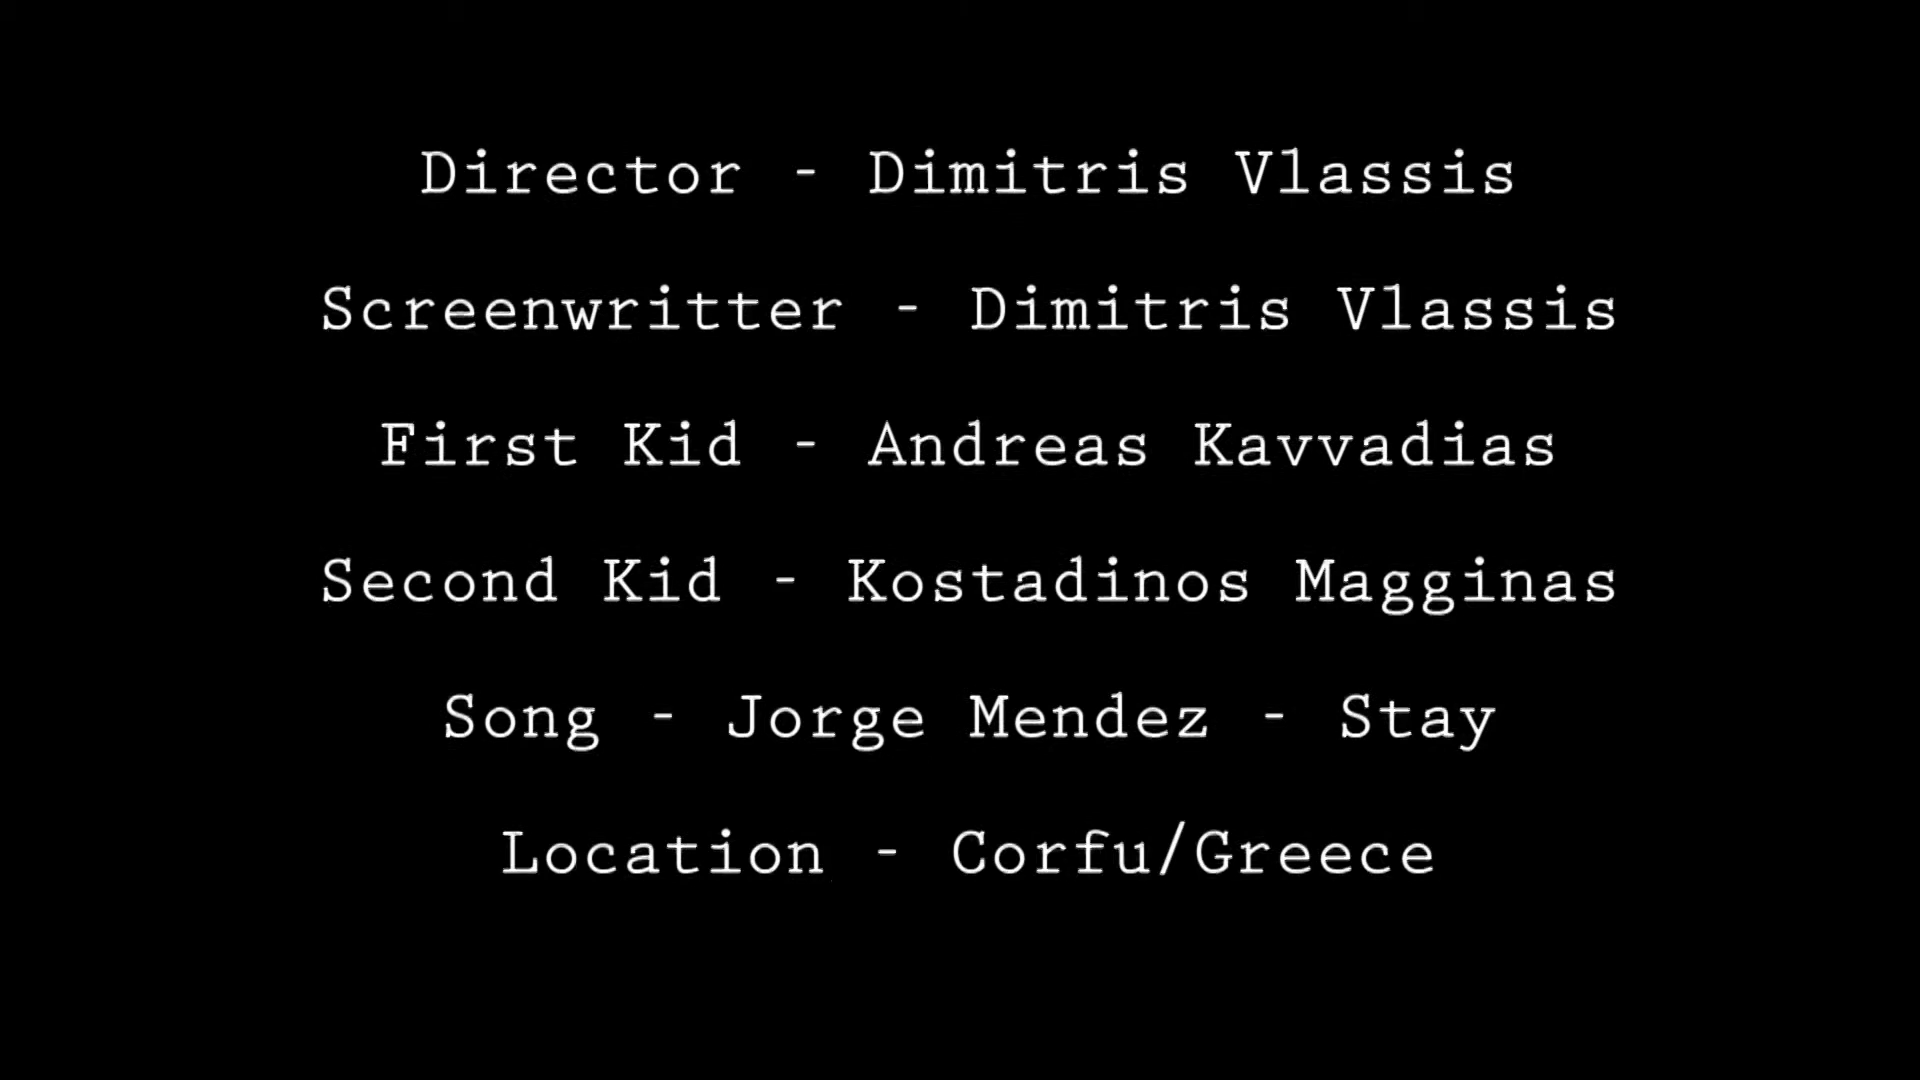 Director - Dimitris Vlassis
Screenwritter - Dimitris Vlassis
First Kid - Andreas Kavvadias
Second Kid - Kostadinos Magginas
Song - Jorge Mendez - Stay
Location - Corfu/Greece